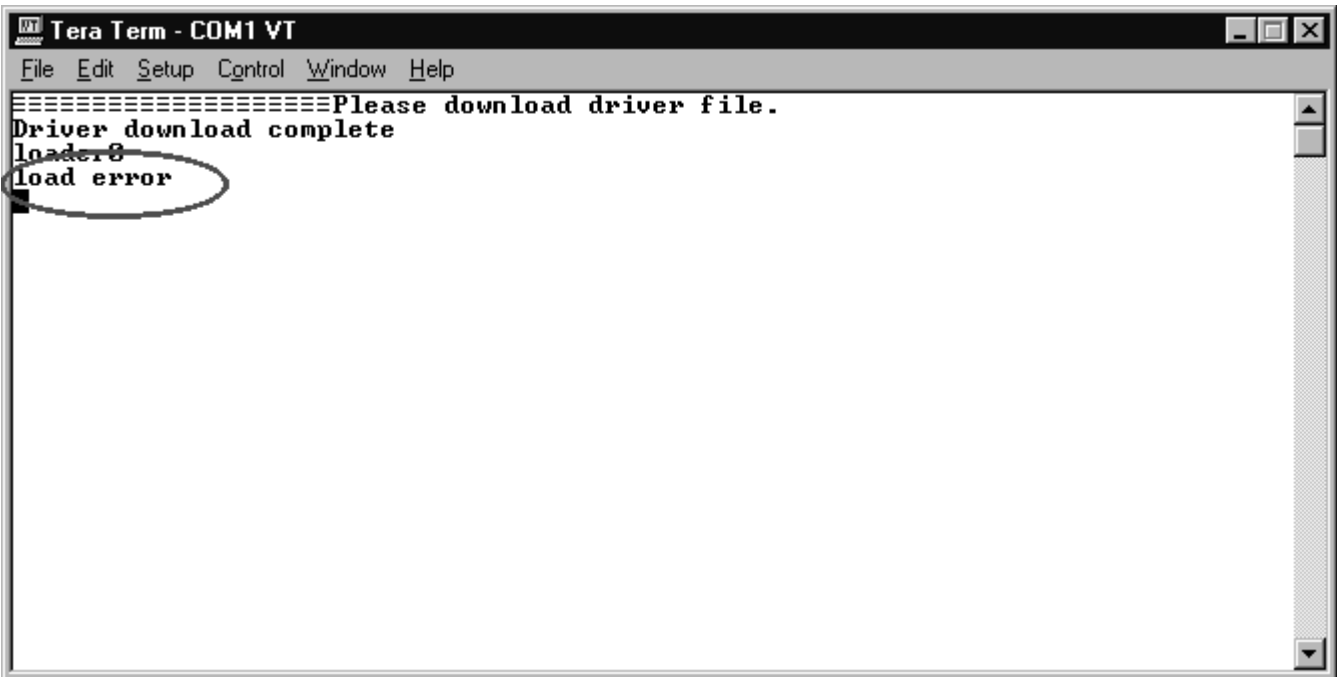 Tera Term - COM1 VT
File Edit Setup Control Window Help
====================Please download driver file.
Driver download complete
loader0
load error